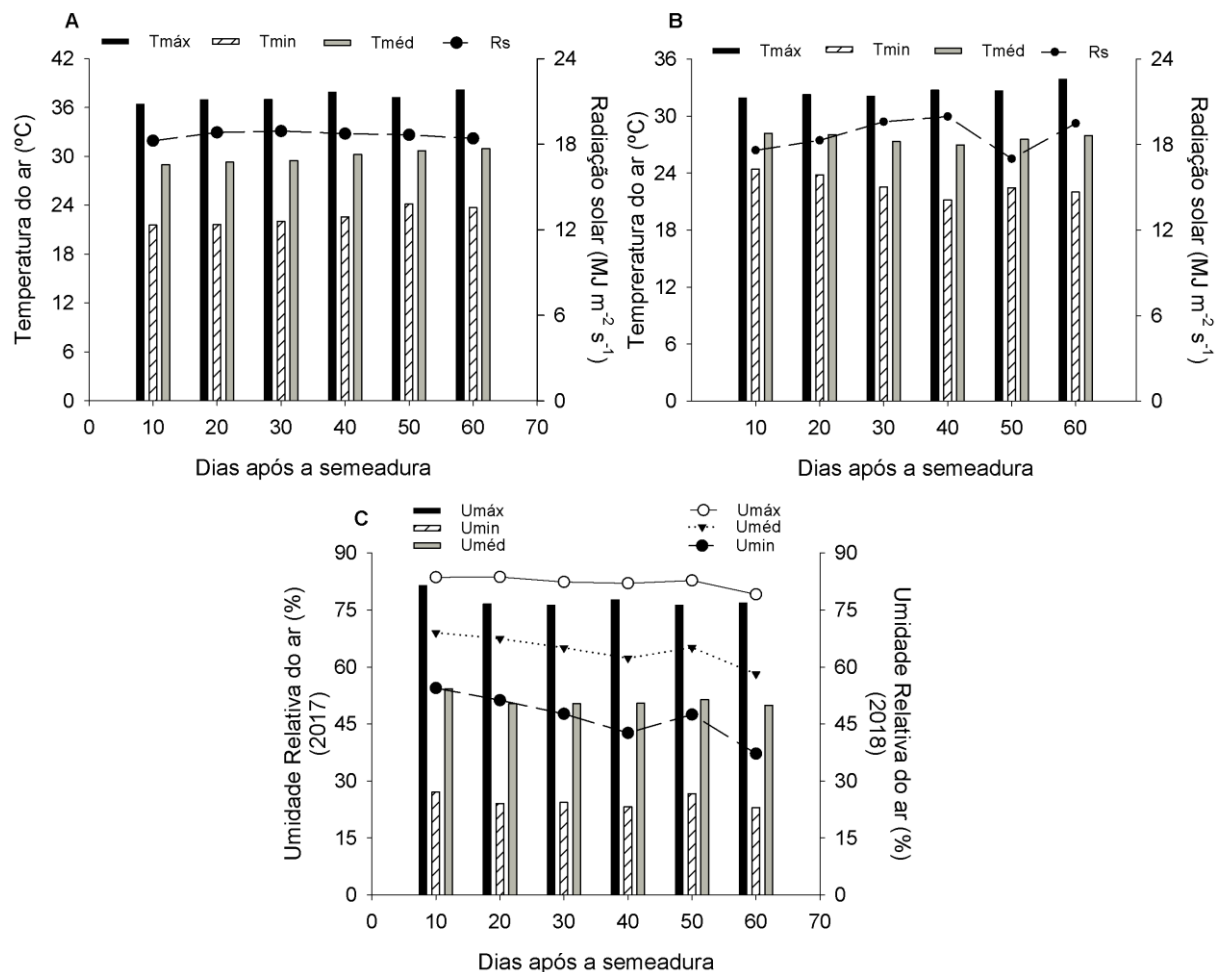 A
Tmáx Tmin Tméd Rs
42
36
30
24
18
12
6
0
Temperatura do ar (ºC)
24
18
12
6
0
Radiação solar (MJ m-2 s-1)
0 10 20 30 40 50 60 70
Dias após a semeadura
B
Tmáx Tmin Tméd Rs
36
30
24
18
12
6
0
Tempreratura do ar (ºC)
24
18
12
6
0
Radiação solar (MJ m-2 s-1)
10 20 30 40 50 60
Dias após a semeadura
C
Umáx
Umin
Uméd
Umáx
Uméd
Umin
90
75
60
45
30
15
0
Umidade Relativa do ar (%)
(2017)
90
75
60
45
30
15
0
Umidade Relativa do ar (%)
(2018)
0 10 20 30 40 50 60 70
Dias após a semeadura